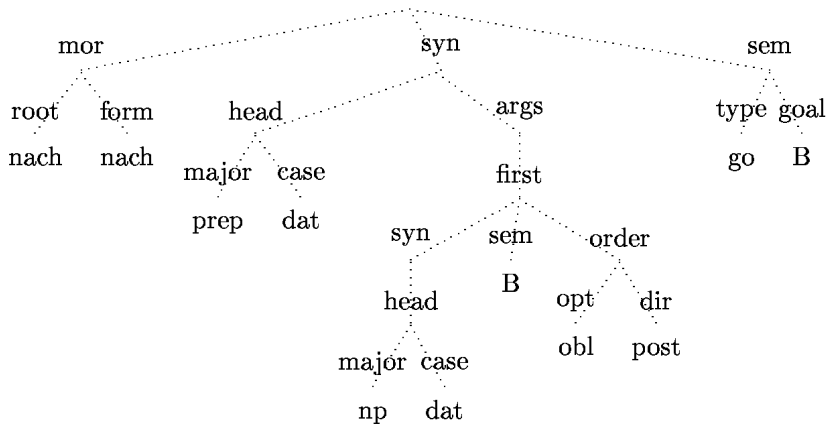 mor syn sem
root form head args type goal
nach nach major case first go B
prep dat syn sem order
head B opt dir
obl post
major case
np dat